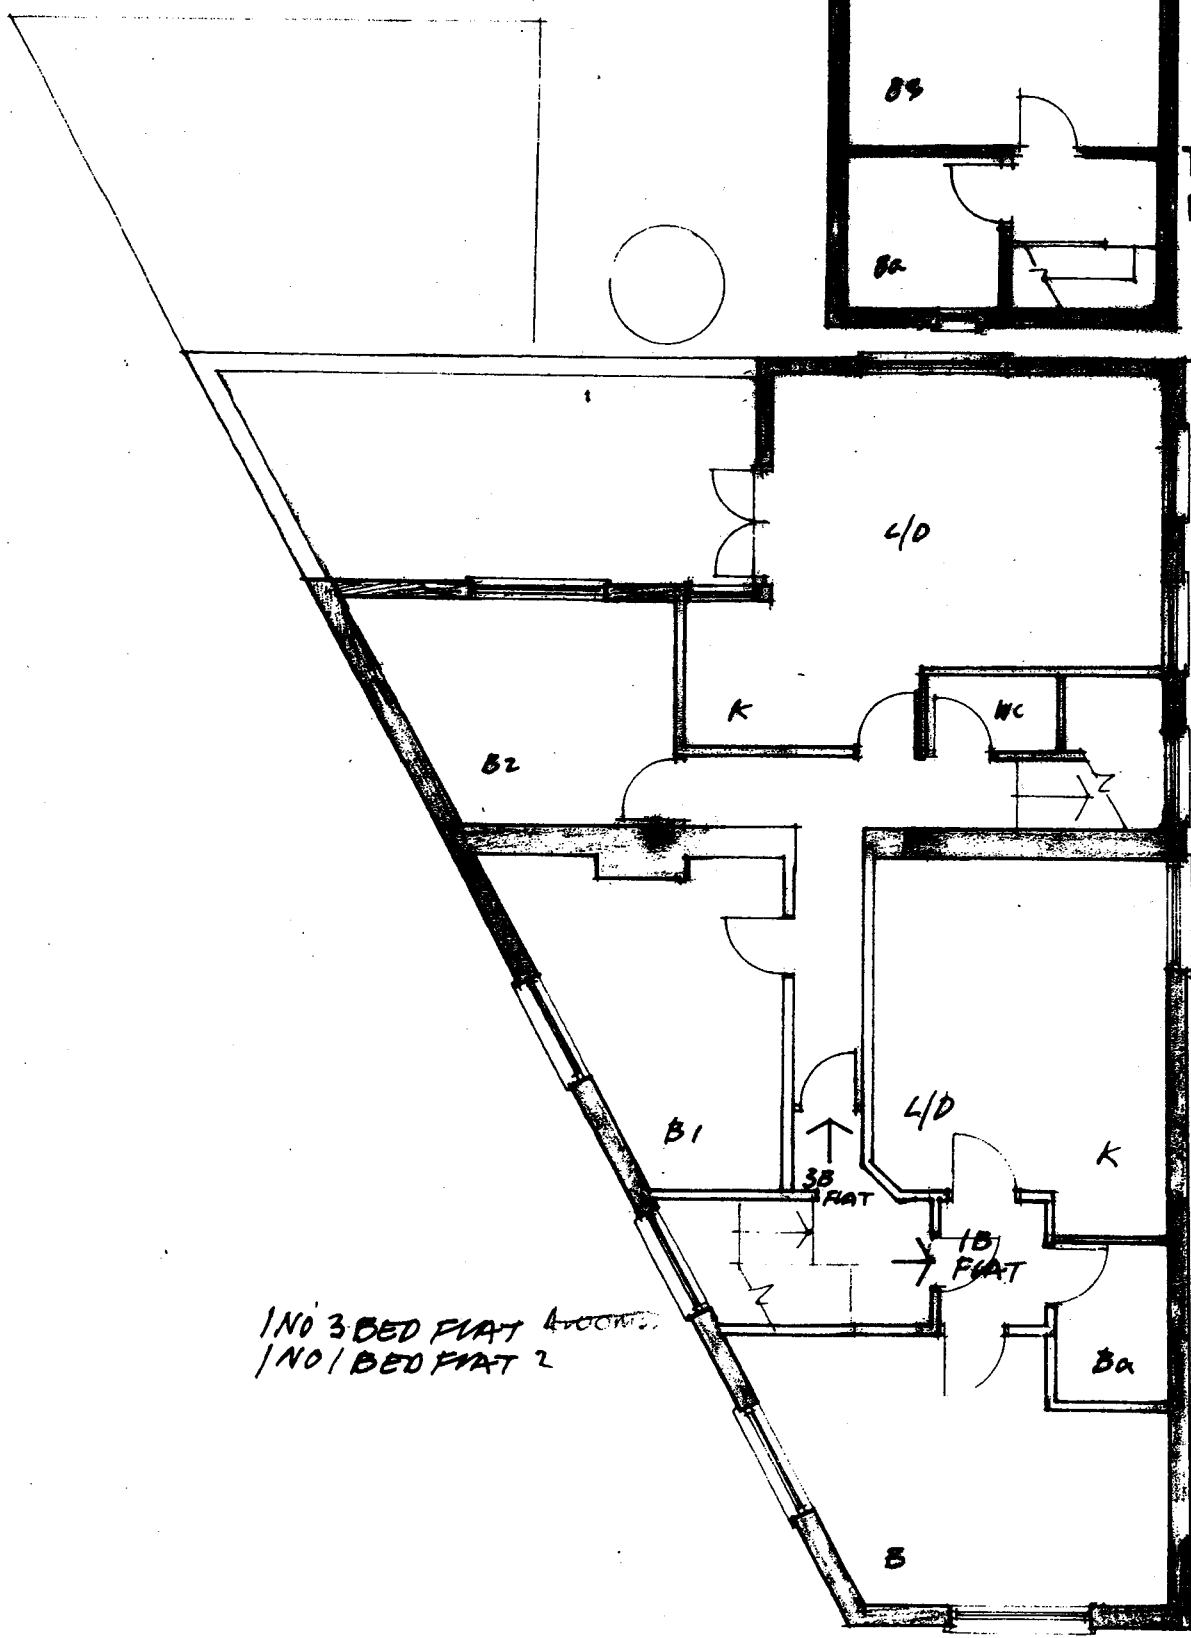 B3
Ba
L/D
K
WC
B2
L/D
B1
K
3B
FLAT
1B
FLAT
1NO 3 BED FLAT
1NO 1 BED FLAT 2
Ba
B